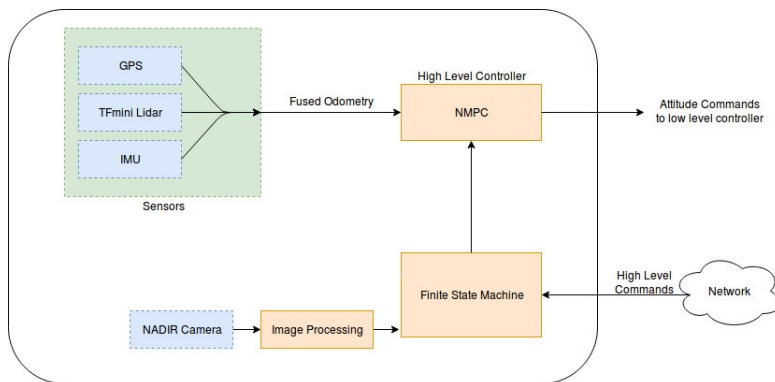 GPS
TFmini Lidar
IMU
Sensors
Fused Odometry
High Level Controller
NMPC
Attitude Commands
to low level controller
Finite State Machine
High Level
Commands
Network
NADIR Camera
Image Processing